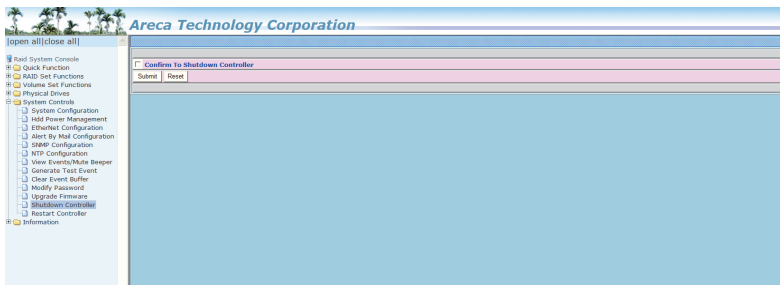 Areca Technology Corporation
|open all|close all|
Raid System Console
Quick Function
RAID Set Functions
Volume Set Functions
Physical Drives
System Controls
System Configuration
Hdd Power Management
EtherNet Configuration
Alert By Mail Configuration
SNMP Configuration
NTP Configuration
View Events/Mute Beeper
Generate Test Event
Clear Event Buffer
Modify Password
Upgrade Firmware
Shutdown Controller
Restart Controller
Information
Confirm To Shutdown Controller
Submit Reset